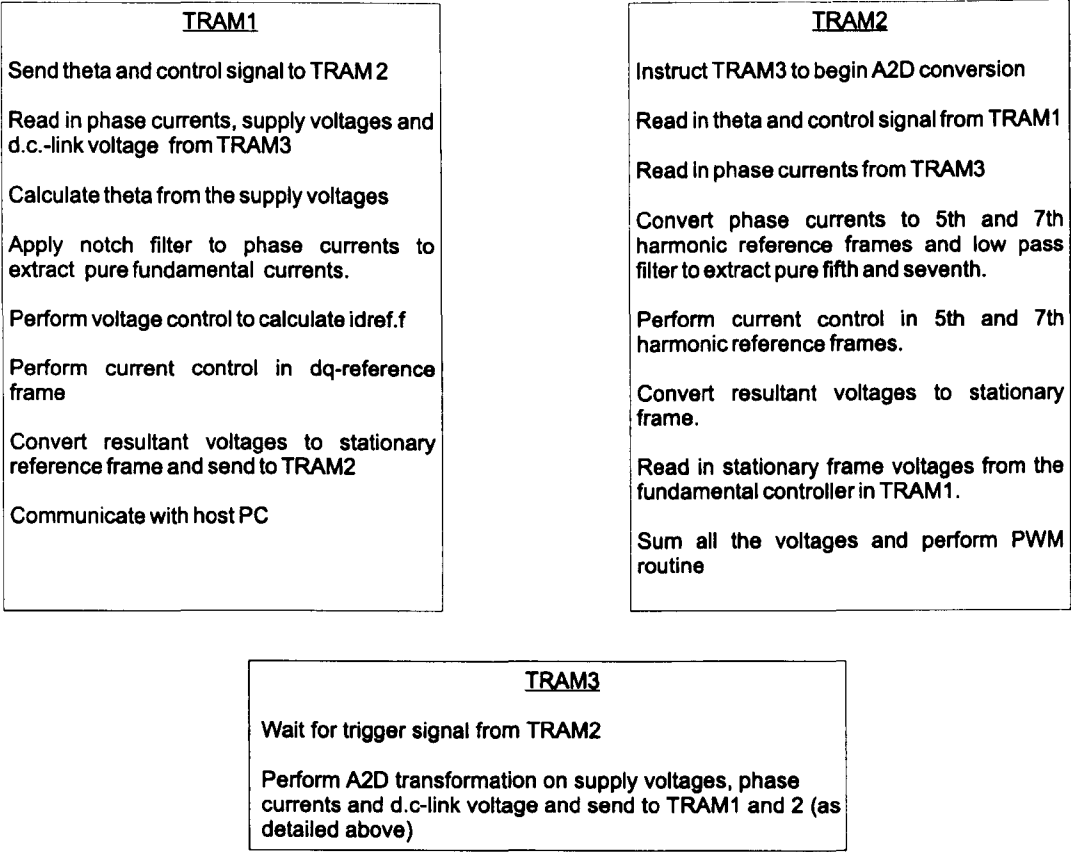 TRAM1
Send theta and control signal to TRAM 2
Read in phase currents, supply voltages and
d.c.-link voltage from TRAM3
Calculate theta from the supply voltages
Apply notch filter to phase currents to
extract pure fundamental currents.
Perform voltage control to calculate idref.f
Perform current control in dq-reference
frame
Convert resultant voltages to stationary
reference frame and send to TRAM2
Communicate with host PC
TRAM2
Instruct TRAM3 to begin A2D conversion
Read in theta and control signal from TRAM1
Read in phase currents from TRAM3
Convert phase currents to 5th and 7th
harmonic reference frames and low pass
filter to extract pure fifth and seventh.
Perform current control in 5th and 7th
harmonic reference frames.
Convert resultant voltages to stationary
frame.
Read in stationary frame voltages from the
fundamental controller in TRAM1.
Sum all the voltages and perform PWM
routine
TRAM3
Wait for trigger signal from TRAM2
Perform A2D transformation on supply voltages, phase
currents and d.c-link voltage and send to TRAM1 and 2 (as
detailed above)